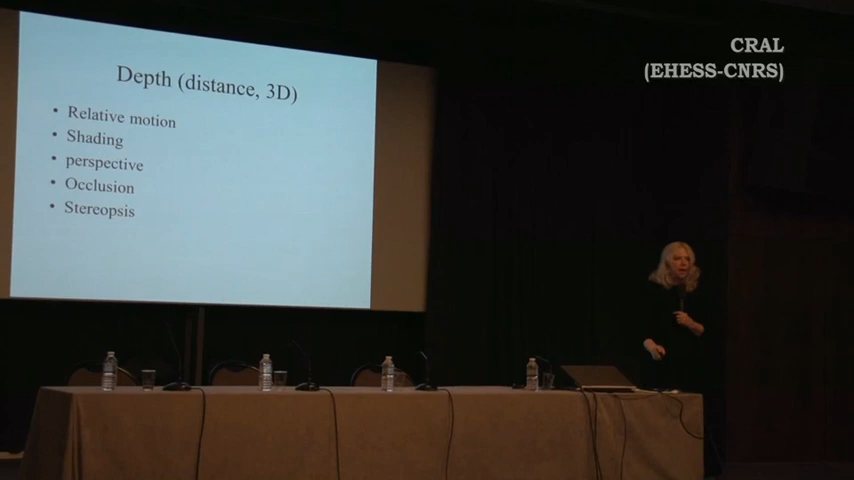 CRAL
(EHESS-CNRS)
Depth (distance, 3D)
• Relative motion
• Shading
• perspective
• Occlusion
• Stereopsis